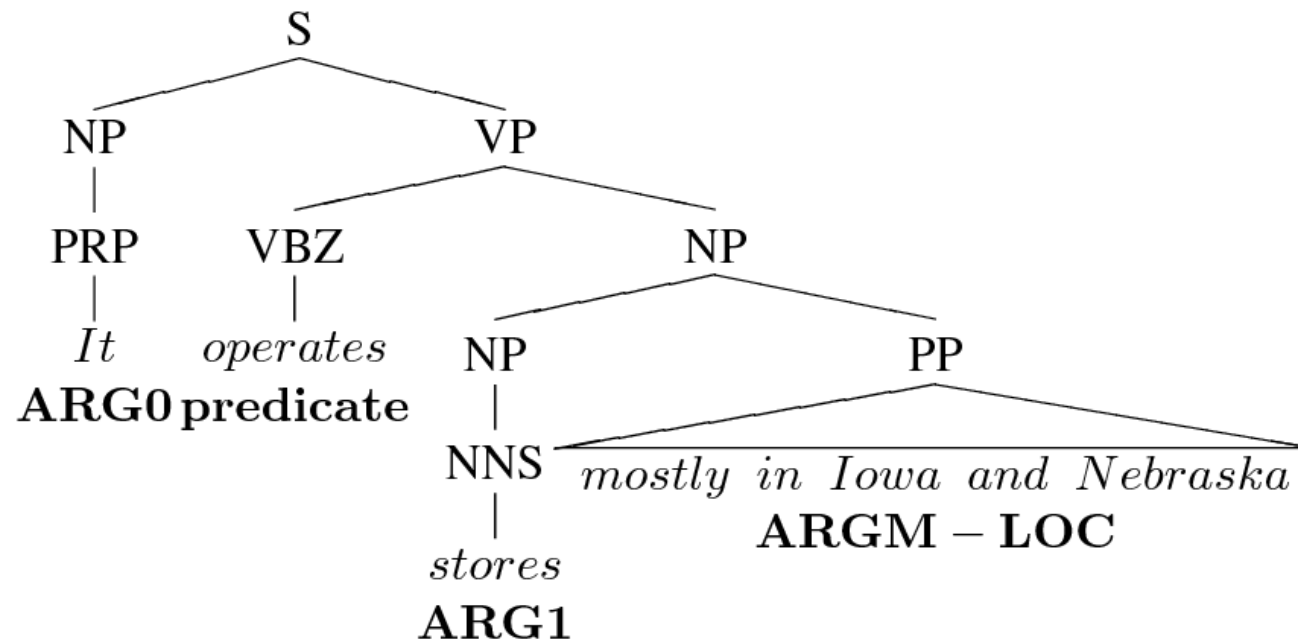 S
NP VP
PRP VBZ NP
It operates NP PP
ARG0 predicate
NNS mostly in Iowa and Nebraska
ARGM – LOC
stores
ARG1